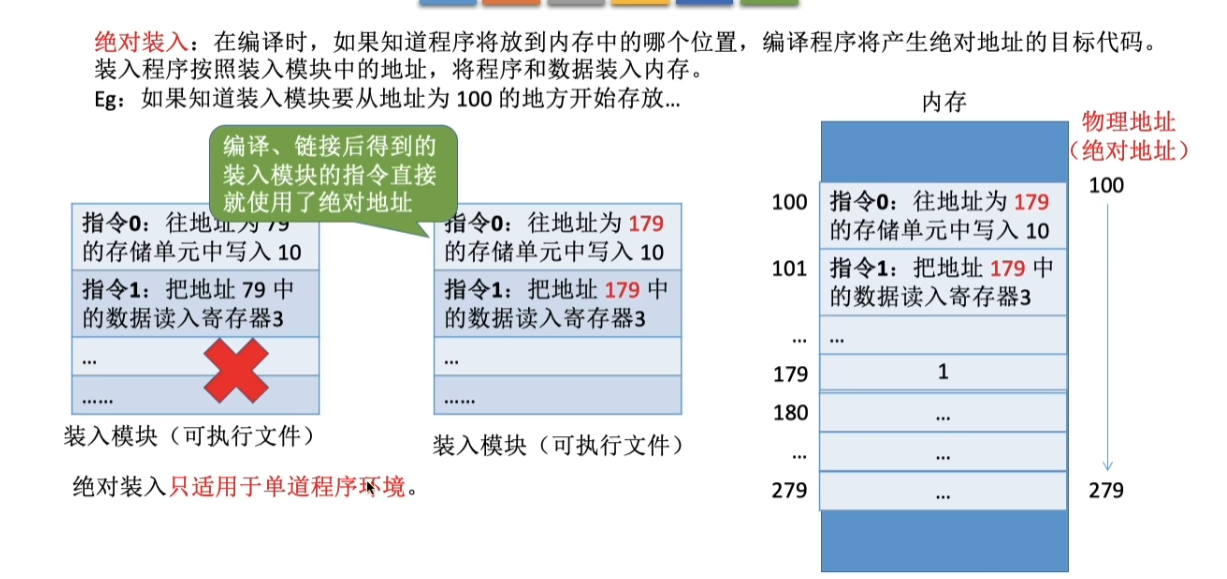 绝对装入：在编译时，如果知道程序将放到内存中的哪个位置，编译程序将产生绝对地址的目标代码。
装入程序按照装入模块中的地址，将程序和数据装入内存。
Eg：如果知道装入模块要从地址为 100 的地方开始存放...
编译、链接后得到的
装入模块的指令直接
就使用了绝对地址
指令0：往地址为 79
的存储单元中写入 10
指令1：把地址 79 中
的数据读入寄存器3
...
......
装入模块（可执行文件）
指令0：往地址为 179
的存储单元中写入 10
指令1：把地址 179 中
的数据读入寄存器3
...
......
装入模块（可执行文件）
绝对装入只适用于单道程序环境。
内存
物理地址
（绝对地址）
100
指令0：往地址为 179
的存储单元中写入 10
100
101
指令1：把地址 179 中
的数据读入寄存器3
...
...
179
1
180
...
...
...
279
...
279